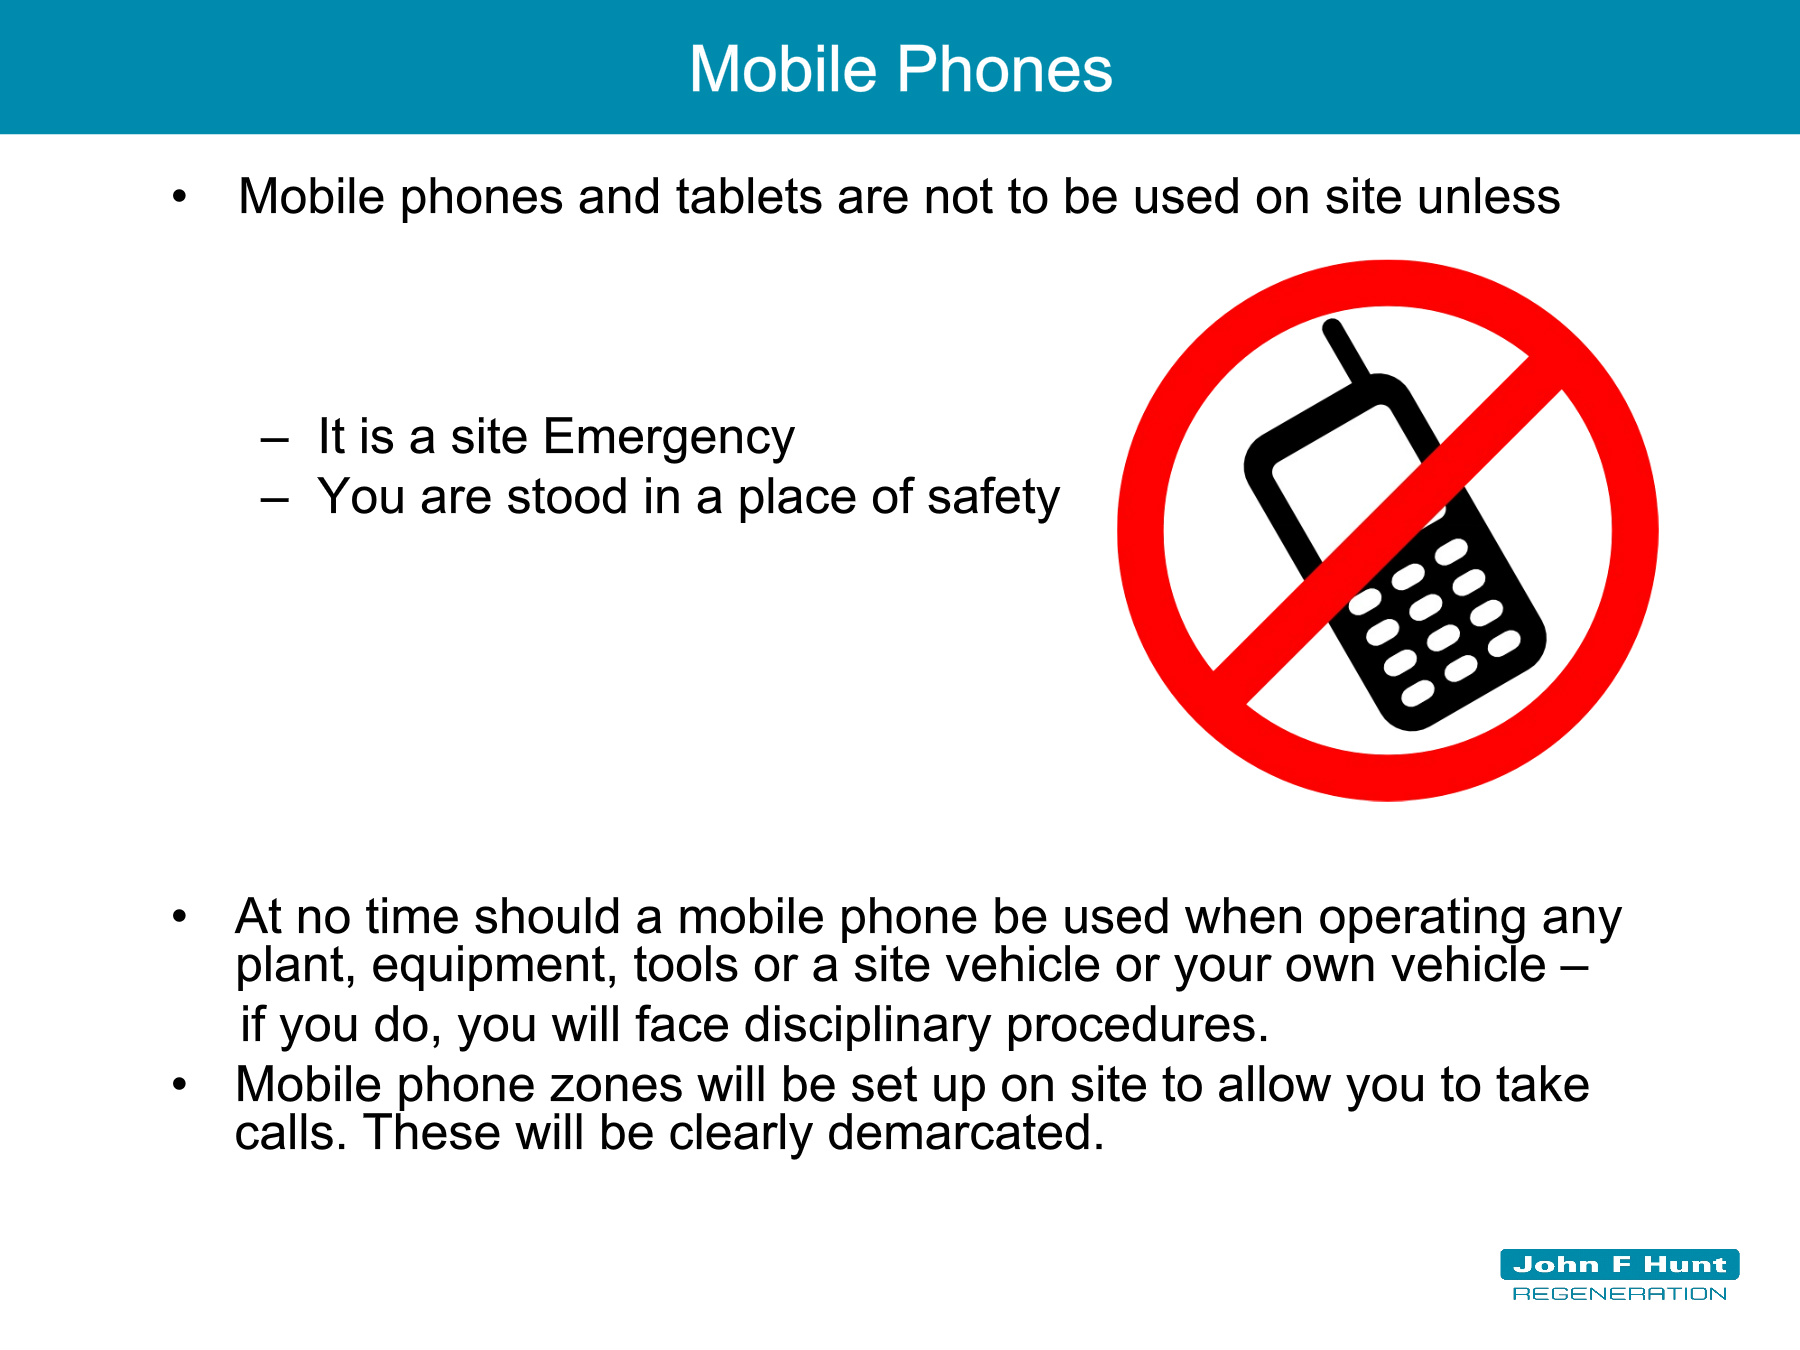 Mobile Phones
• Mobile phones and tablets are not to be used on site unless
– It is a site Emergency
– You are stood in a place of safety
• At no time should a mobile phone be used when operating any
plant, equipment, tools or a site vehicle or your own vehicle –
if you do, you will face disciplinary procedures.
• Mobile phone zones will be set up on site to allow you to take
calls. These will be clearly demarcated.
John F Hunt
REGENERATION